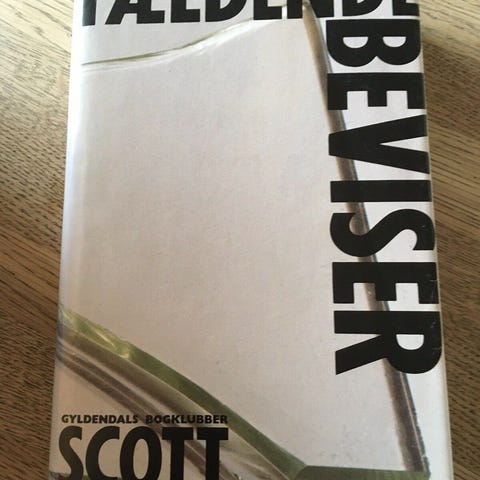 FÆLDENDE
BEVISER
GYLDENDALS BOGKLUBBER
SCOTT